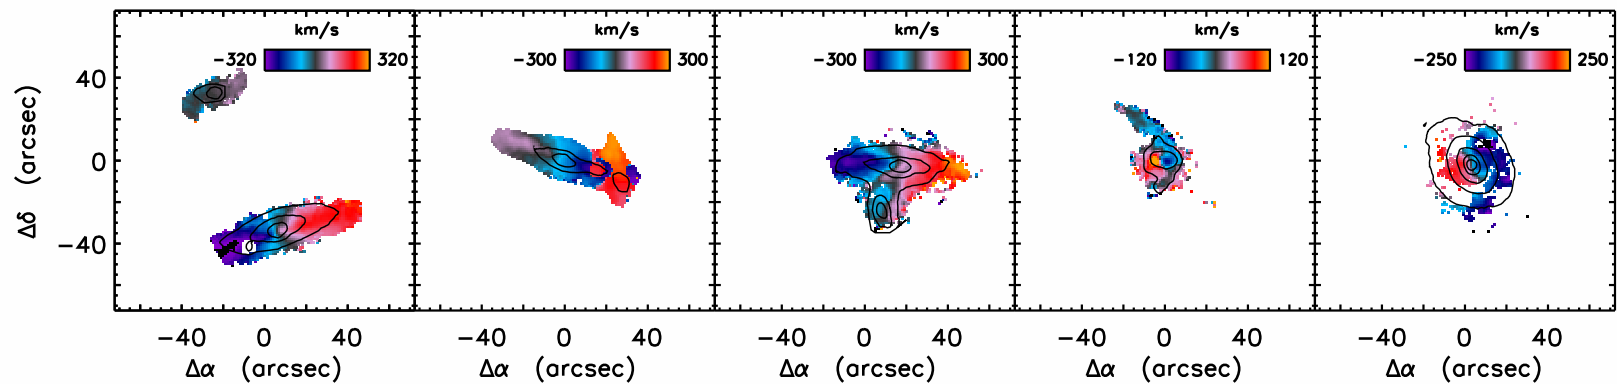 km/s km/s km/s km/s km/s
−320 320 −300 300 −300 300 −120 120 −250 250
40
0
−40
Δδ (arcsec)
−40 0 40 −40 0 40 −40 0 40 −40 0 40 −40 0 40
Δα (arcsec) Δα (arcsec) Δα (arcsec) Δα (arcsec) Δα (arcsec)